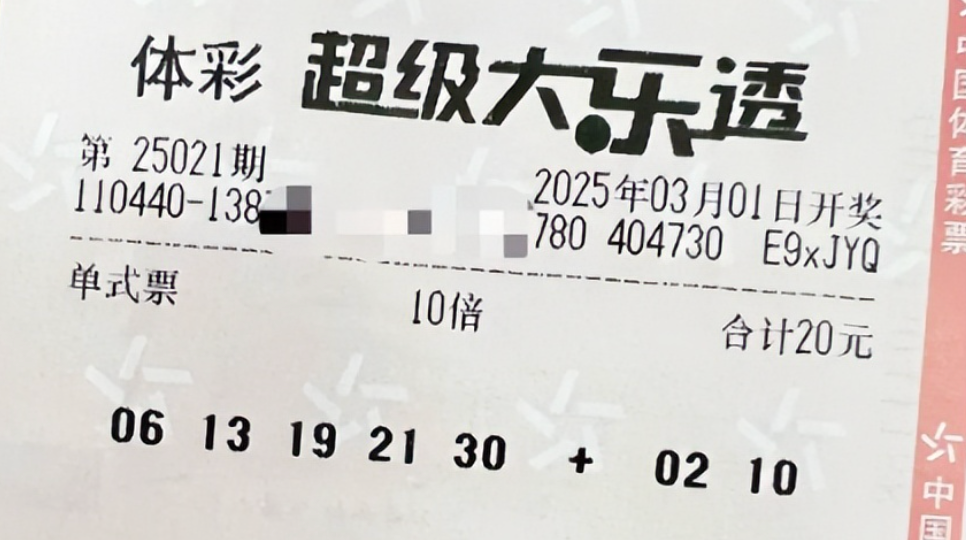 体彩 超级大乐透
第 25021期
2025年03月01日开奖
110440-138
780 404730 E9xJYQ
单式票 10倍 合计20元
06 13 19 21 30 + 02 10
中国体育彩票
中国